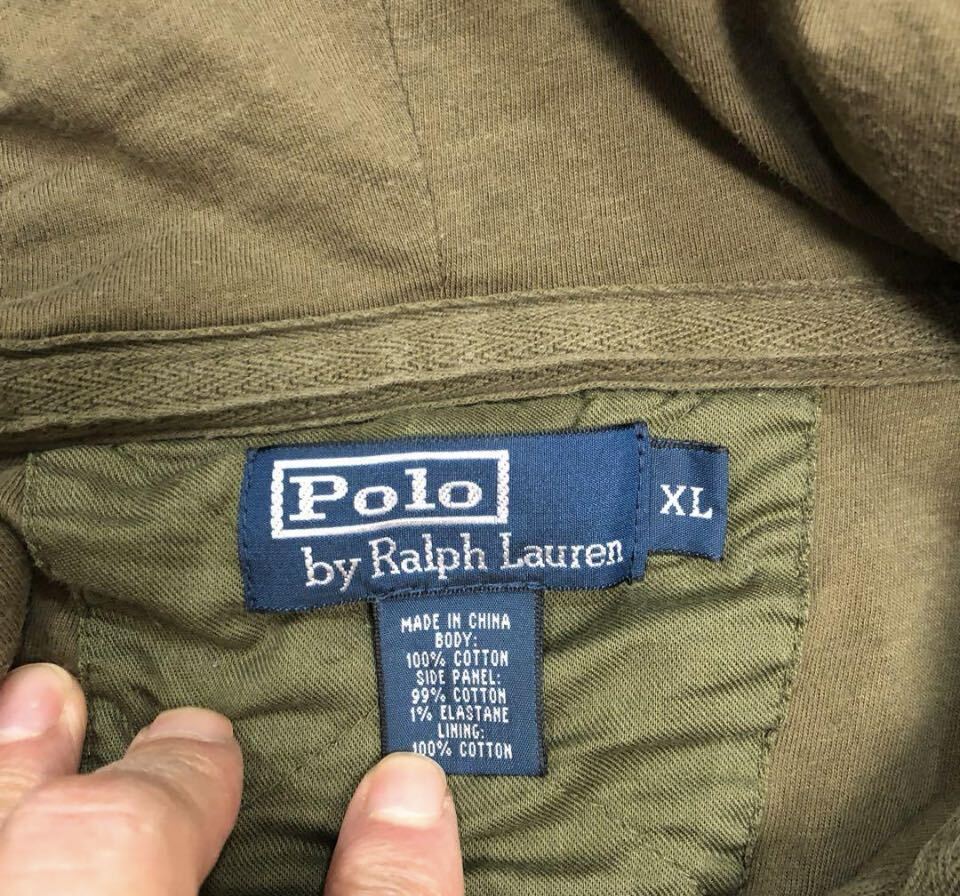 Polo
by Ralph Lauren
XL
MADE IN CHINA
BODY:
100% COTTON
SIDE PANEL:
99% COTTON
1% ELASTANE
LINING:
100% COTTON